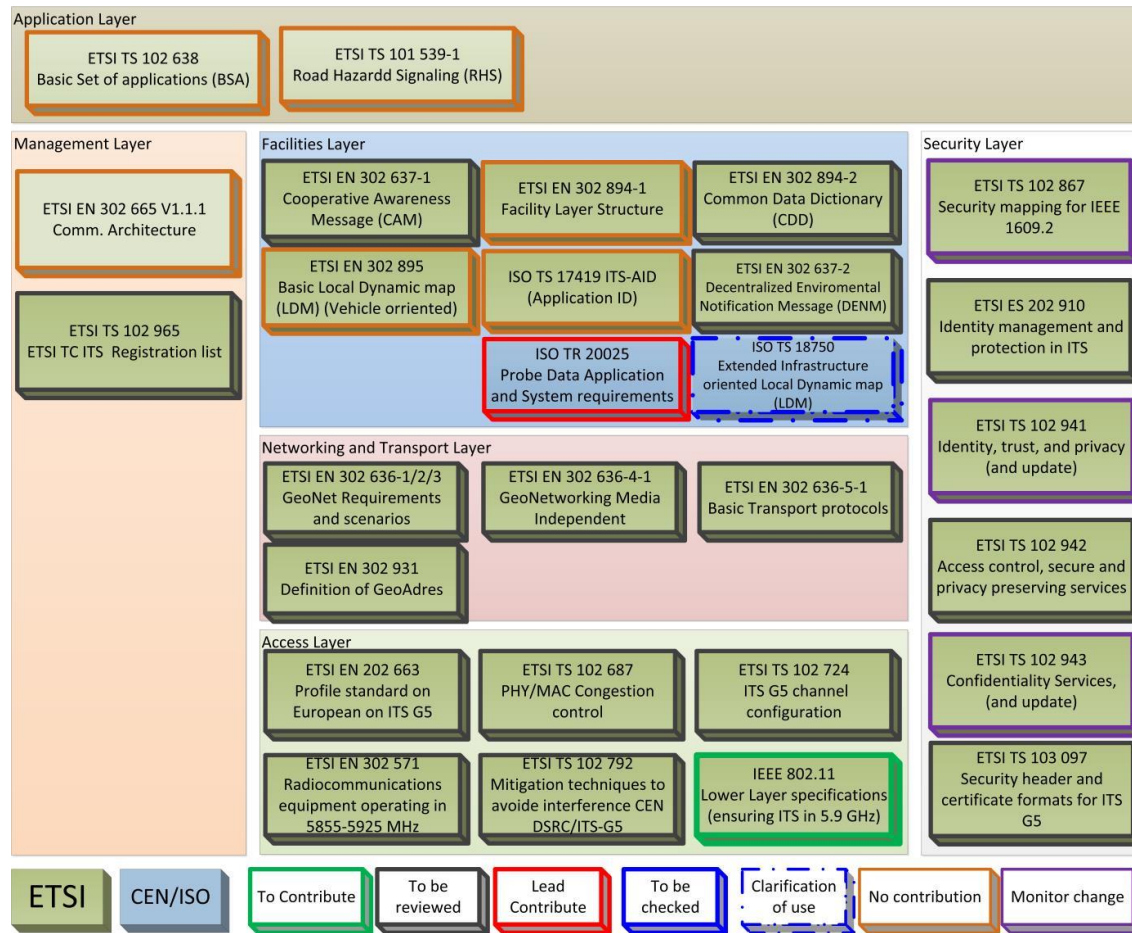 Application Layer
ETSI TS 102 638
Basic Set of applications (BSA)
ETSI TS 101 539-1
Road Hazardd Signaling (RHS)
Management Layer
ETSI EN 302 665 V1.1.1
Comm. Architecture
ETSI TS 102 965
ETSI TC ITS Registration list
Facilities Layer
ETSI EN 302 637-1
Cooperative Awareness
Message (CAM)
ETSI EN 302 894-1
Facility Layer Structure
ETSI EN 302 894-2
Common Data Dictionary
(CDD)
ETSI EN 302 895
Basic Local Dynamic map
(LDM) (Vehicle orriented)
ISO TS 17419 ITS-AID
(Application ID)
ETSI EN 302 637-2
Decentralized Enviromental
Notification Message (DENM)
ISO TR 20025
Probe Data Application
and System requirements
ISO TS 18750
Extended Infrastructure
oriented Local Dynamic map
(LDM)
Networking and Transport Layer
ETSI EN 302 636-1/2/3
GeoNet Requirements
and scenarios
ETSI EN 302 636-4-1
GeoNetworking Media
Independent
ETSI EN 302 636-5-1
Basic Transport protocols
ETSI EN 302 931
Definition of GeoAdres
Access Layer
ETSI EN 202 663
Profile standard on
European on ITS G5
ETSI TS 102 687
PHY/MAC Congestion
control
ETSI TS 102 724
ITS G5 channel
configuration
ETSI EN 302 571
Radiocommunications
equipment operating in
5855-5925 MHz
ETSI TS 102 792
Mitigation techniques to
avoide interference CEN
DSRC/ITS-G5
IEEE 802.11
Lower Layer specifications
(ensuring ITS in 5.9 GHz)
Security Layer
ETSI TS 102 867
Security mapping for IEEE
1609.2
ETSI ES 202 910
Identity management and
protection in ITS
ETSI TS 102 941
Identity, trust, and privacy
(and update)
ETSI TS 102 942
Access control, secure and
privacy preserving services
ETSI TS 102 943
Confidentiality Services,
(and update)
ETSI TS 103 097
Security header and
certificate formats for ITS
G5
ETSI
CEN/ISO
To Contribute
To be
reviewed
Lead
Contribute
To be
checked
Clarification
of use
No contribution
Monitor change